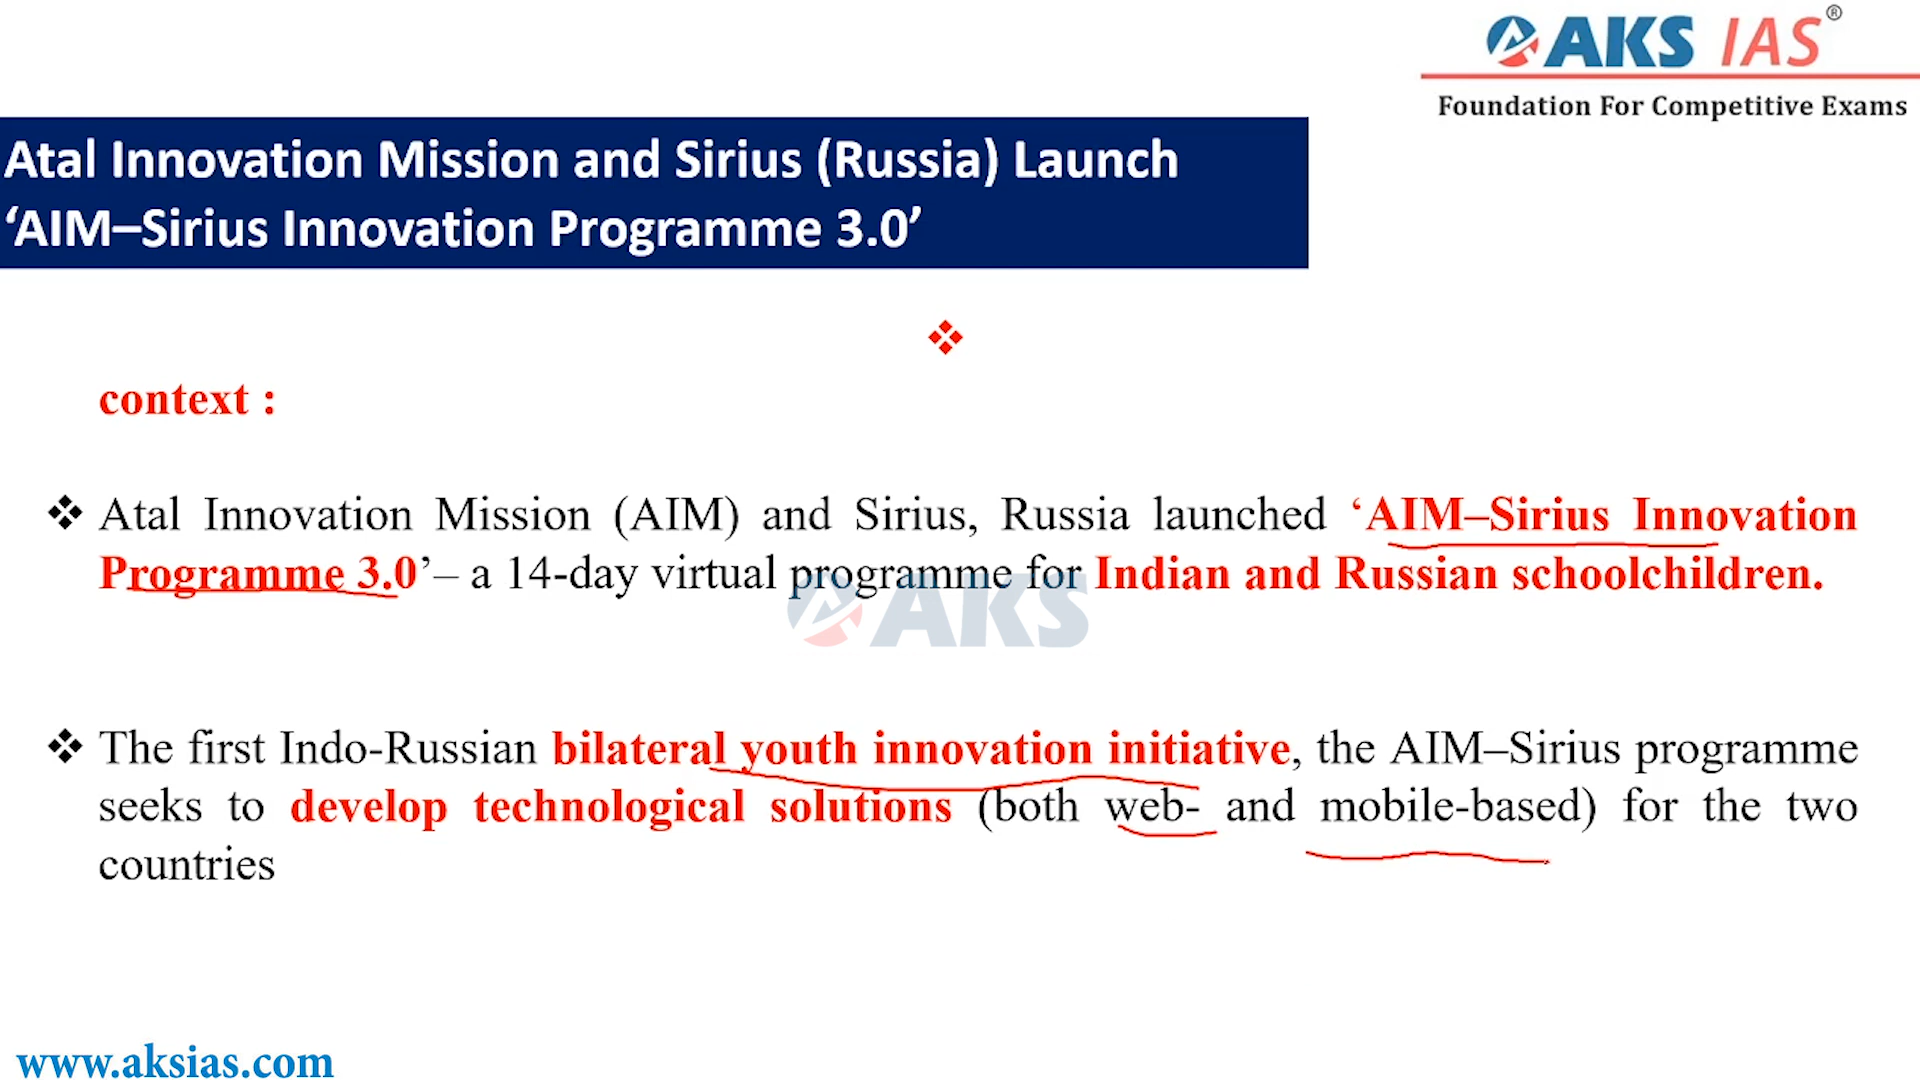 AKS IAS®
Foundation For Competitive Exams
Atal Innovation Mission and Sirius (Russia) Launch
‘AIM–Sirius Innovation Programme 3.0’
❖
context :
❖ Atal Innovation Mission (AIM) and Sirius, Russia launched ‘AIM–Sirius Innovation
Programme 3.0’– a 14-day virtual programme for Indian and Russian schoolchildren.
AKS
❖ The first Indo-Russian bilateral youth innovation initiative, the AIM–Sirius programme
seeks to develop technological solutions (both web- and mobile-based) for the two
countries
www.aksias.com